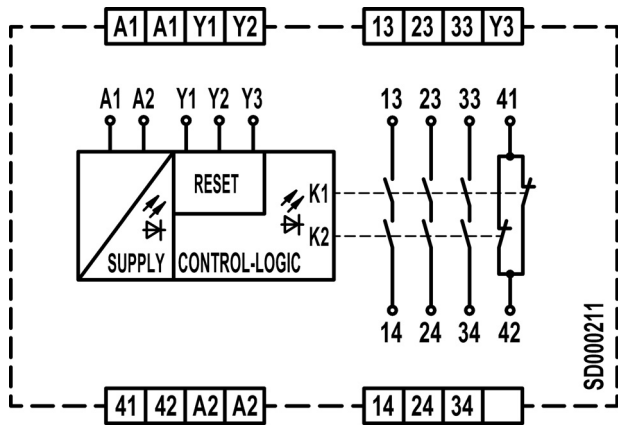 A1 A1 Y1 Y2 13 23 33 Y3
A1 A2 Y1 Y2 Y3 13 23 33 41
RESET
K1
K2
SUPPLY CONTROL-LOGIC
14 24 34 42
SD000211
41 42 A2 A2 14 24 34